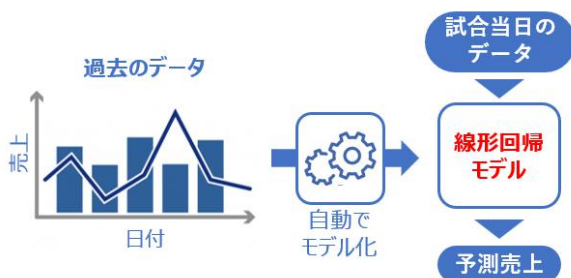 過去のデータ
売上
日付
自動で
モデル化
試合当日の
データ
線形回帰
モデル
予測売上